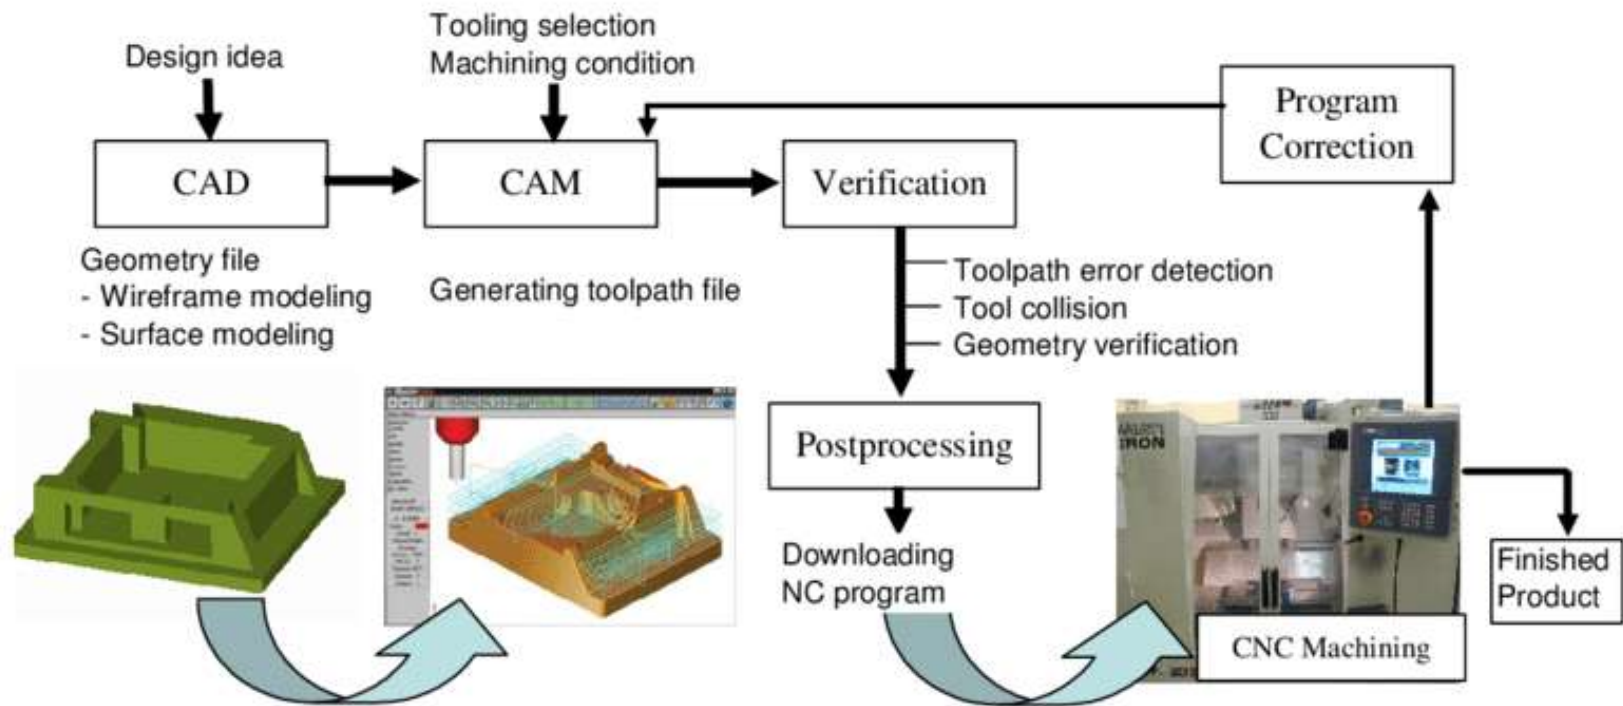 Design idea
Tooling selection
Machining condition
CAD
CAM
Verification
Program
Correction
Geometry file
- Wireframe modeling
- Surface modeling
Generating toolpath file
Toolpath error detection
Tool collision
Geometry verification
Postprocessing
Downloading
NC program
CNC Machining
Finished
Product